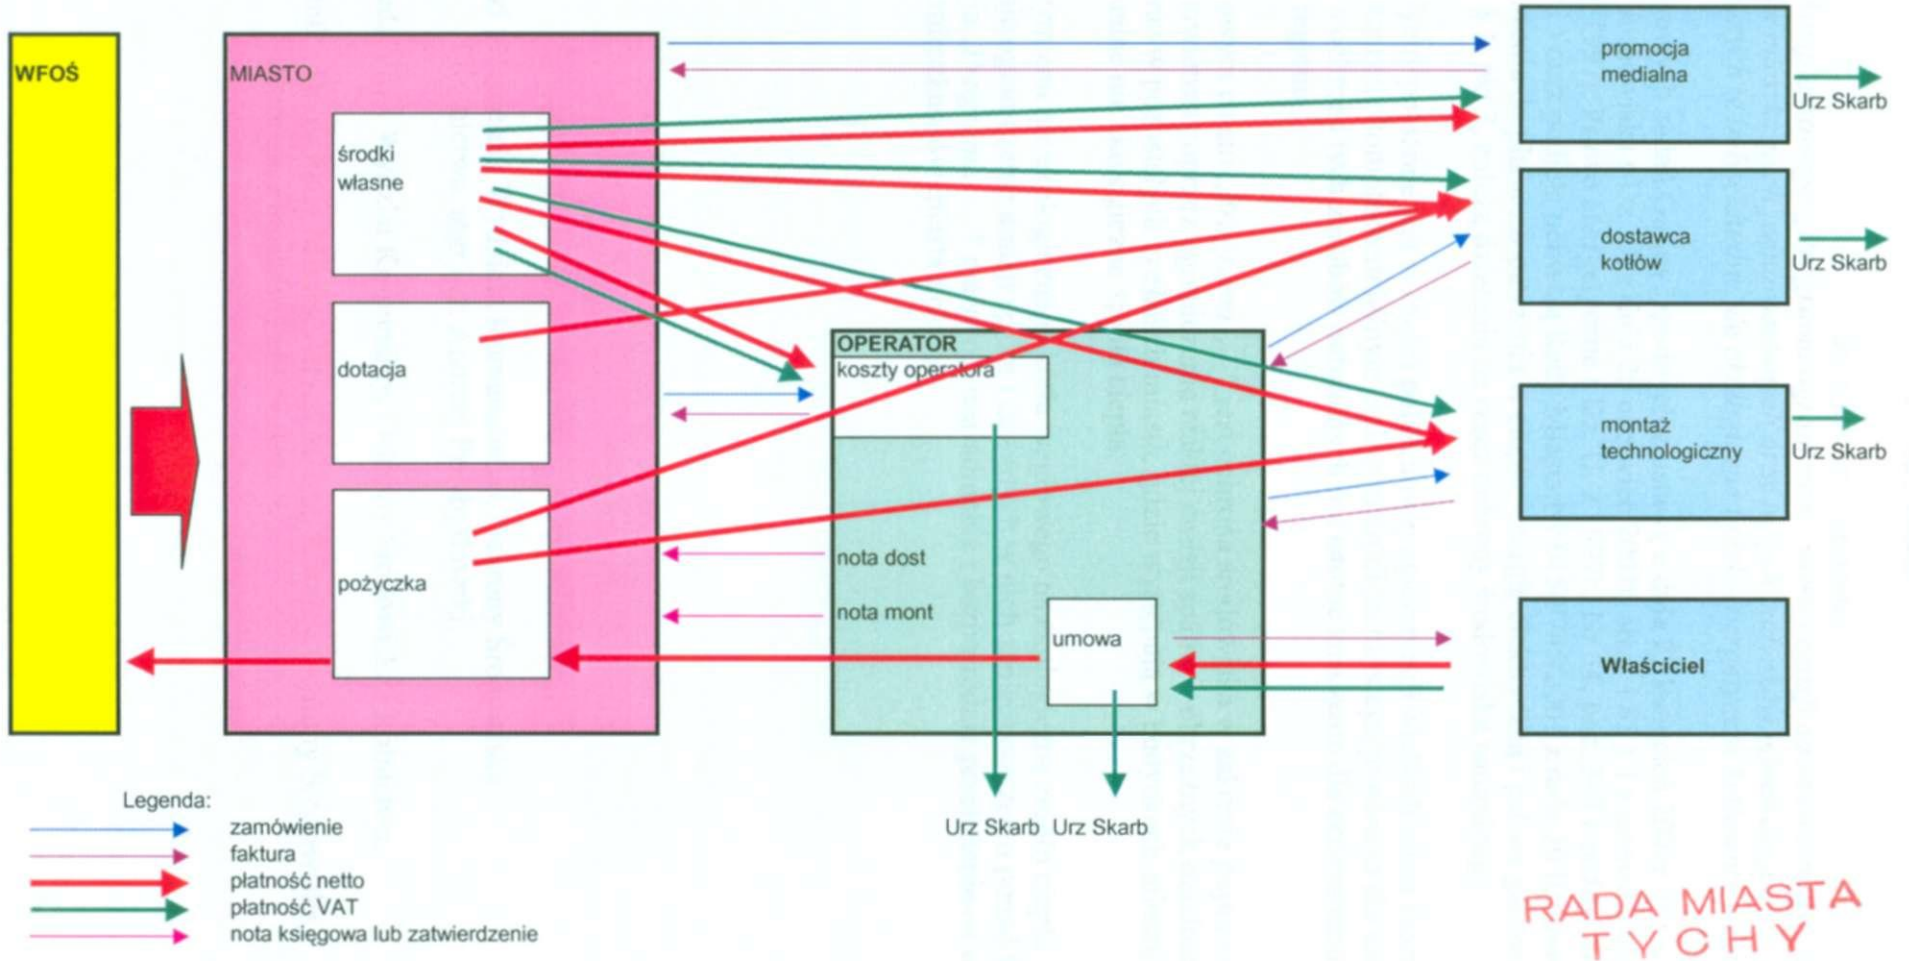 WFOŚ
MIASTO
środki
własne
dotacja
pożyczka
OPERATOR
koszty operatora
nota dost
nota mont
umowa
promocja
medialna
Urz Skarb
dostawca
kotłów
Urz Skarb
montaż
technologiczny
Urz Skarb
Właściciel
Urz Skarb
Urz Skarb
Legenda:
zamówienie
faktura
płatność netto
płatność VAT
nota księgowa lub zatwierdzenie
RADA MIASTA
TYCHY